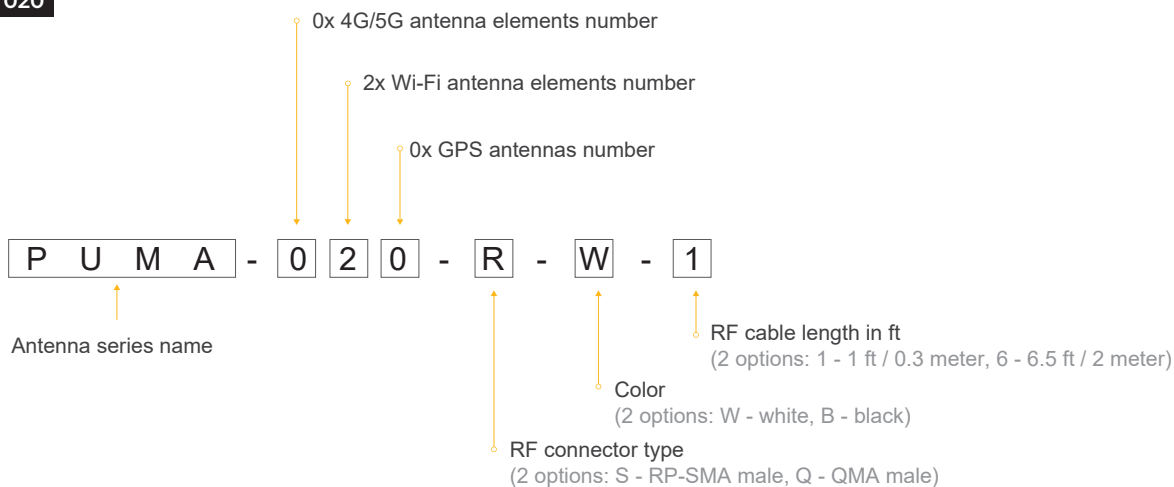 020
0x 4G/5G antenna elements number
2x Wi-Fi antenna elements number
0x GPS antennas number
P U M A - 0 2 0 - R - W - 1
Antenna series name
RF cable length in ft
(2 options: 1 - 1 ft / 0.3 meter, 6 - 6.5 ft / 2 meter)
Color
(2 options: W - white, B - black)
RF connector type
(2 options: S - RP-SMA male, Q - QMA male)